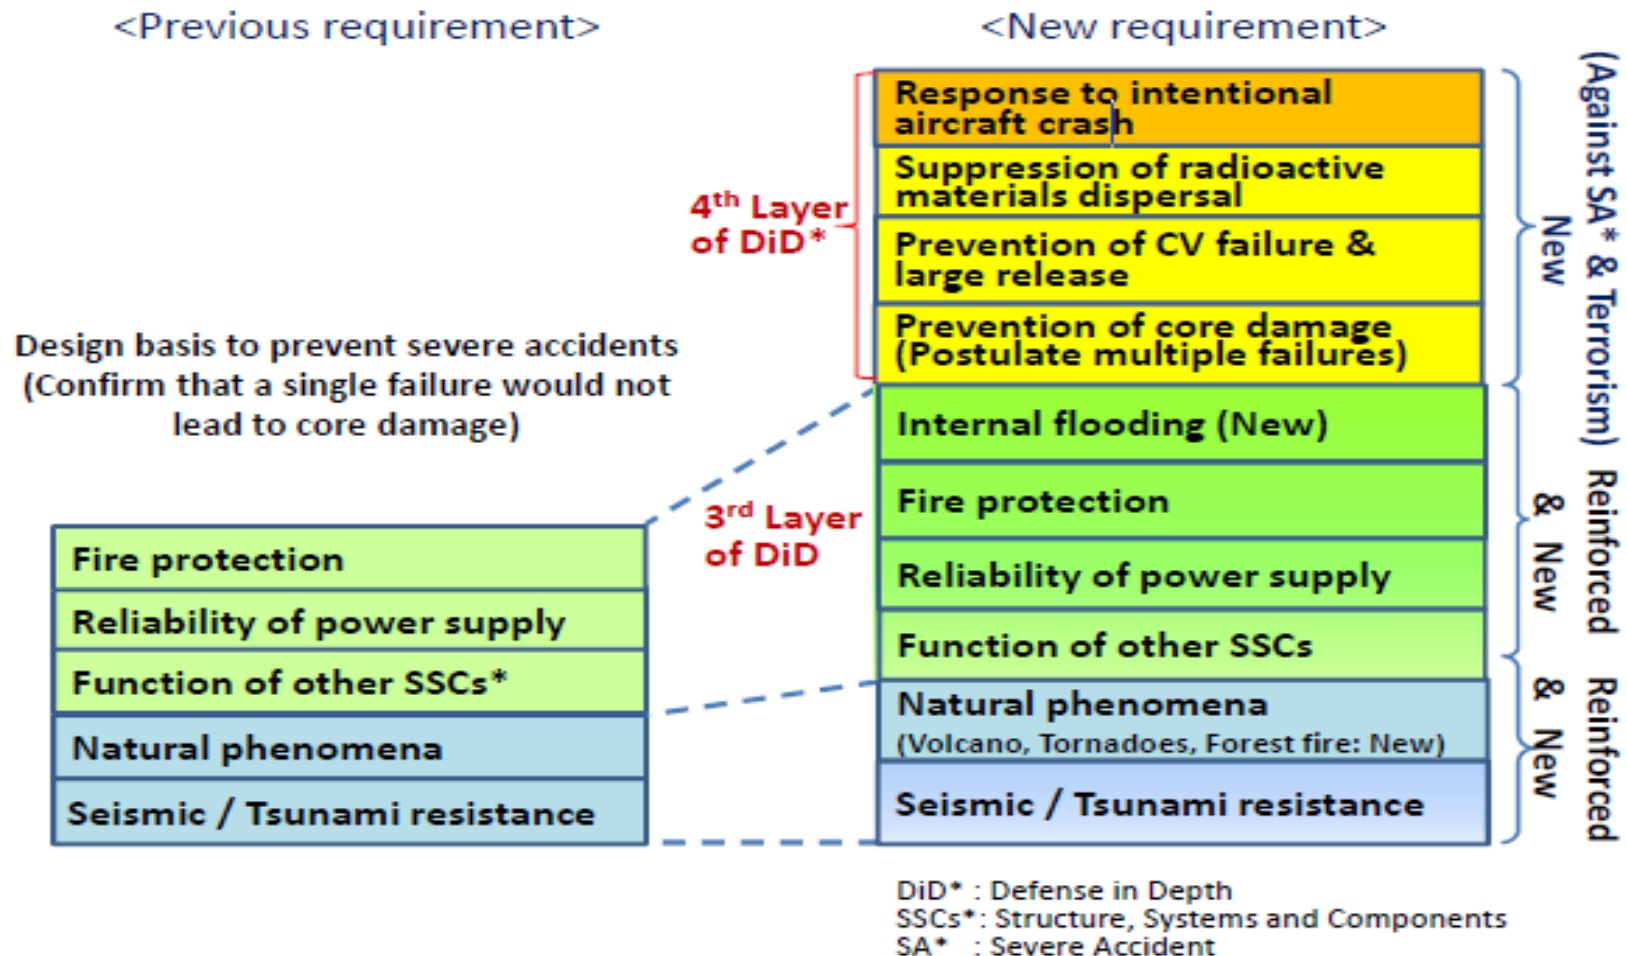 <Previous requirement>
Design basis to prevent severe accidents
(Confirm that a single failure would not
lead to core damage)
Fire protection
Reliability of power supply
Function of other SSCs*
Natural phenomena
Seismic / Tsunami resistance
<New requirement>
4th Layer
of DiD*
3rd Layer
of DiD
Response to intentional
aircraft crash
Suppression of radioactive
materials dispersal
Prevention of CV failure &
large release
Prevention of core damage
(Postulate multiple failures)
Internal flooding (New)
Fire protection
Reliability of power supply
Function of other SSCs
Natural phenomena
(Volcano, Tornadoes, Forest fire: New)
Seismic / Tsunami resistance
(Against SA* & Terrorism)
New
Reinforced
& New
Reinforced
& New
DiD* : Defense in Depth
SSCs*: Structure, Systems and Components
SA* : Severe Accident